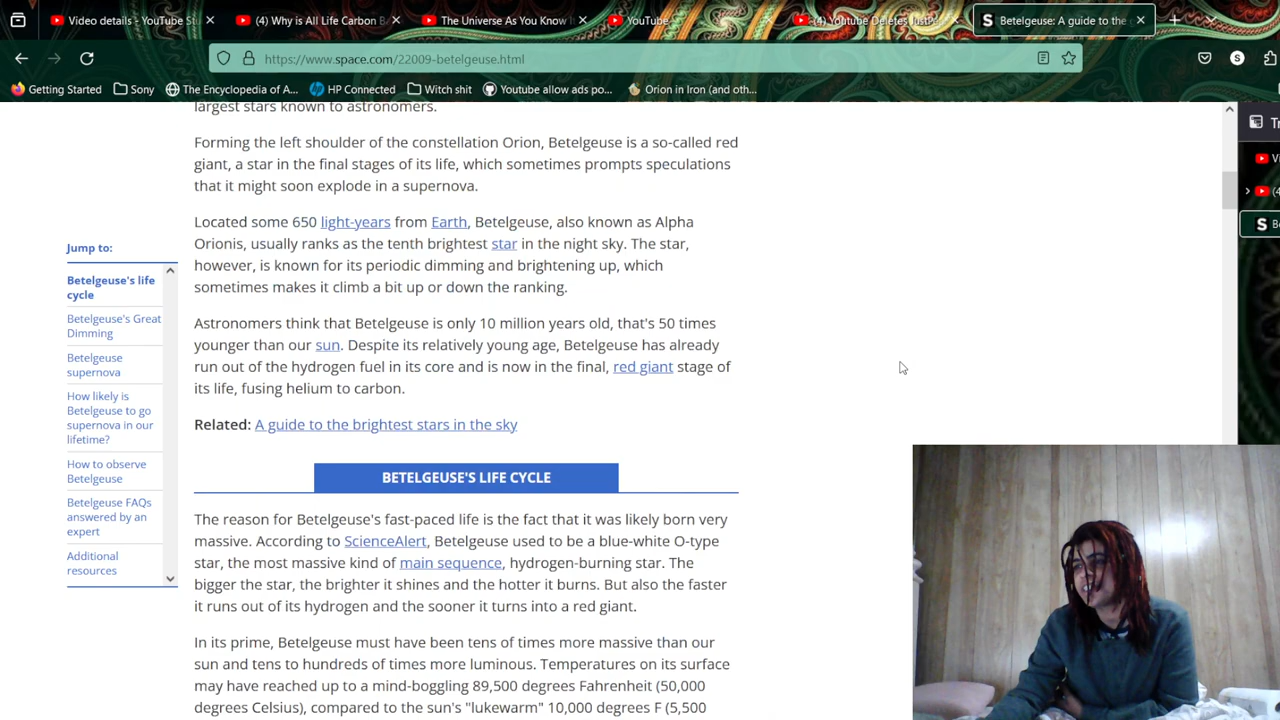 Video details - YouTube St
(4) Why is All Life Carbon B
The Universe As You Know I
YouTube
(4) Youtube Deletes JustPe
Betelgeuse: A guide to the
https://www.space.com/22009-betelgeuse.html
Getting Started
Sony
The Encyclopedia of A...
HP Connected
Witch shit
Youtube allow ads po...
Orion in Iron (and oth...
largest stars known to astronomers.
Forming the left shoulder of the constellation Orion, Betelgeuse is a so-called red
giant, a star in the final stages of its life, which sometimes prompts speculations
that it might soon explode in a supernova.
Located some 650 light-years from Earth, Betelgeuse, also known as Alpha
Orionis, usually ranks as the tenth brightest star in the night sky. The star,
however, is known for its periodic dimming and brightening up, which
sometimes makes it climb a bit up or down the ranking.
Astronomers think that Betelgeuse is only 10 million years old, that's 50 times
younger than our sun. Despite its relatively young age, Betelgeuse has already
run out of the hydrogen fuel in its core and is now in the final, red giant stage of
its life, fusing helium to carbon.
Related: A guide to the brightest stars in the sky
BETELGEUSE'S LIFE CYCLE
The reason for Betelgeuse's fast-paced life is the fact that it was likely born very
massive. According to ScienceAlert, Betelgeuse used to be a blue-white O-type
star, the most massive kind of main sequence, hydrogen-burning star. The
bigger the star, the brighter it shines and the hotter it burns. But also the faster
it runs out of its hydrogen and the sooner it turns into a red giant.
In its prime, Betelgeuse must have been tens of times more massive than our
sun and tens to hundreds of times more luminous. Temperatures on its surface
may have reached up to a mind-boggling 89,500 degrees Fahrenheit (50,000
degrees Celsius), compared to the sun's "lukewarm" 10,000 degrees F (5,500
Jump to:
Betelgeuse's life
cycle
Betelgeuse's Great
Dimming
Betelgeuse
supernova
How likely is
Betelgeuse to go
supernova in our
lifetime?
How to observe
Betelgeuse
Betelgeuse FAQs
answered by an
expert
Additional
resources
Tr
Vi
(4
Be